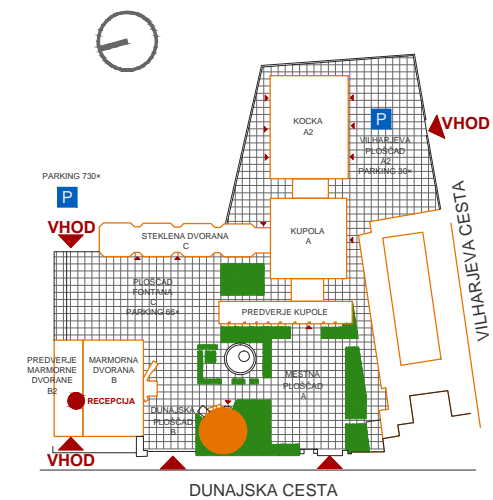 KOCKA
A2
P
VHOD
VILHARJEVA
PLOŠČAD
A2
PARKING 30×
PARKING 730×
P
VHOD
STEKLENA DVORANA
C
KUPOLA
A
VILHARJEVA CESTA
PLOŠČAD
FONTANA
C
PARKING 66×
PREDVERJE KUPOLE
PREDVERJE
MARMORNE
DVORANE
B2
MARMORNA
DVORANA
B
MESTNA
PLOŠČAD
A
RECEPCIJA
DUNAJSKA
PLOŠČAD
B
VHOD
DUNAJSKA CESTA